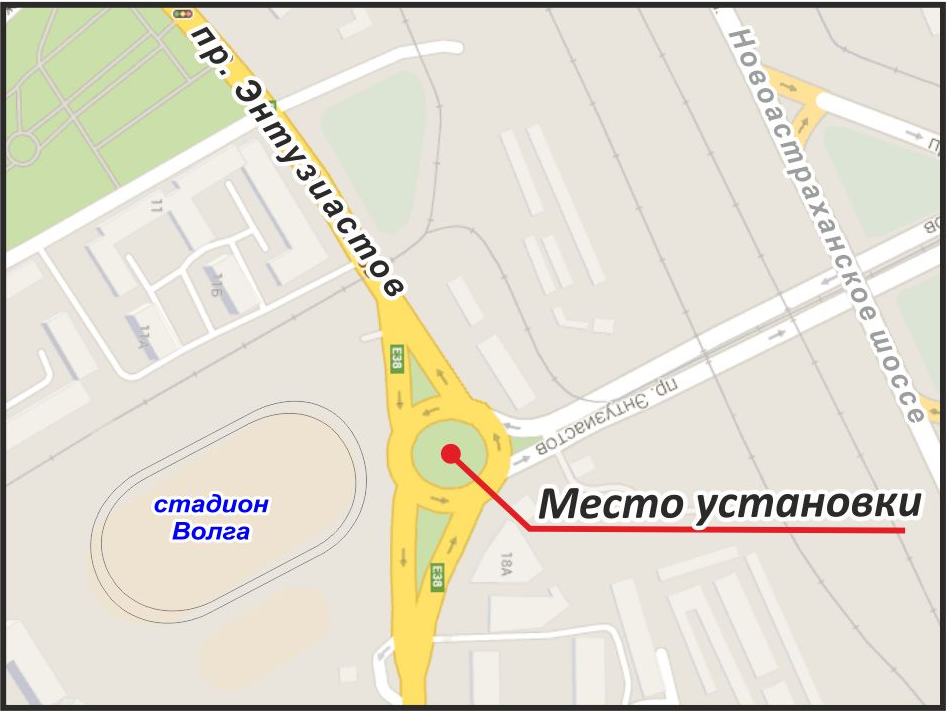 пр. Энтузиастов
Новоастраханское шоссе
11
11Б
11А
Е38
пр. Энтузиастов
стадион
Волга
Место установки
18А
Е38